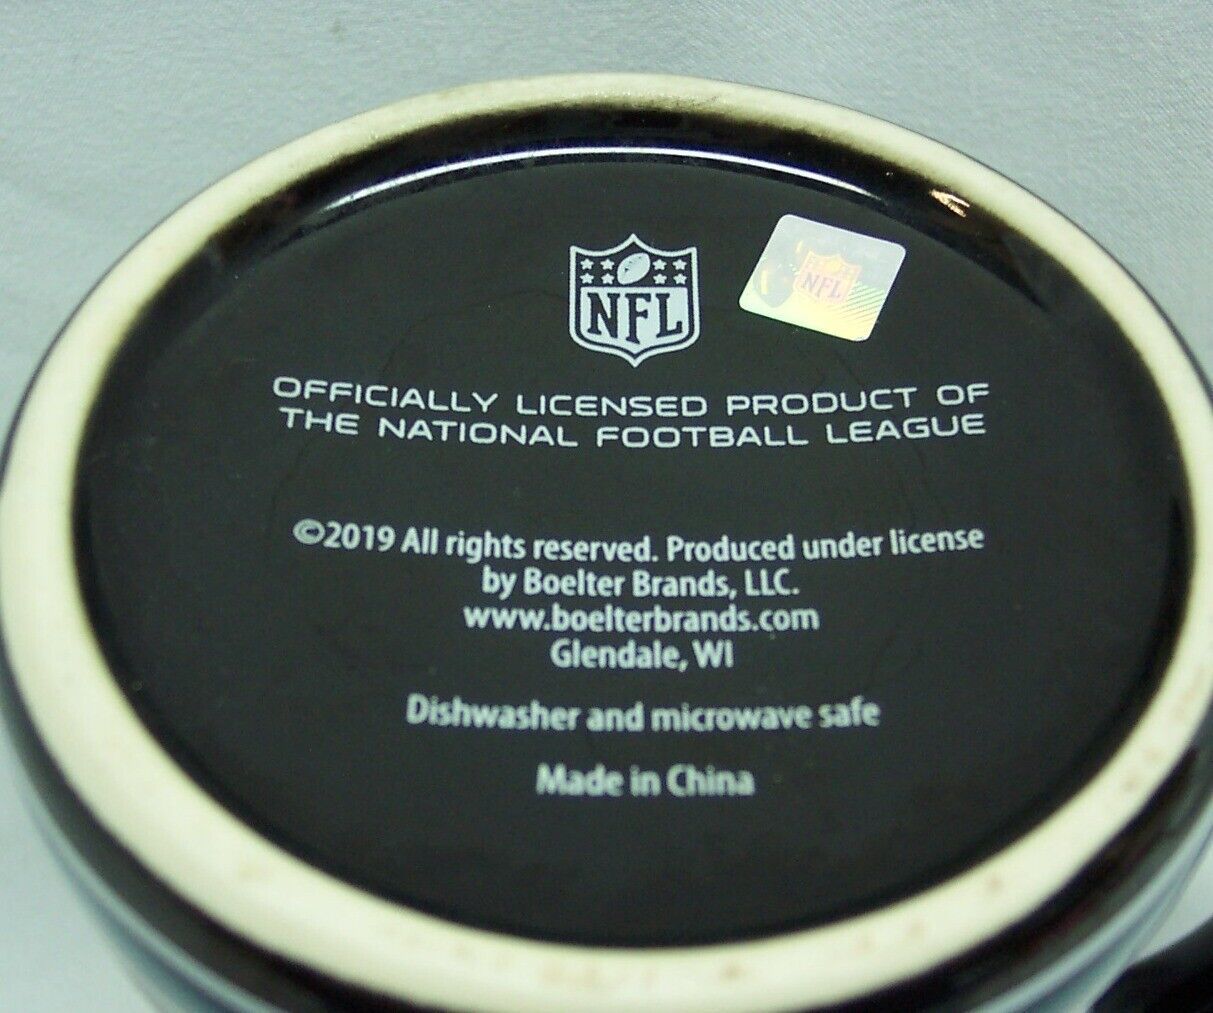 NFL
NFL
OFFICIALLY LICENSED PRODUCT OF
THE NATIONAL FOOTBALL LEAGUE
©2019 All rights reserved. Produced under license
by Boelter Brands, LLC.
www.boelterbrands.com
Glendale, WI
Dishwasher and microwave safe
Made in China